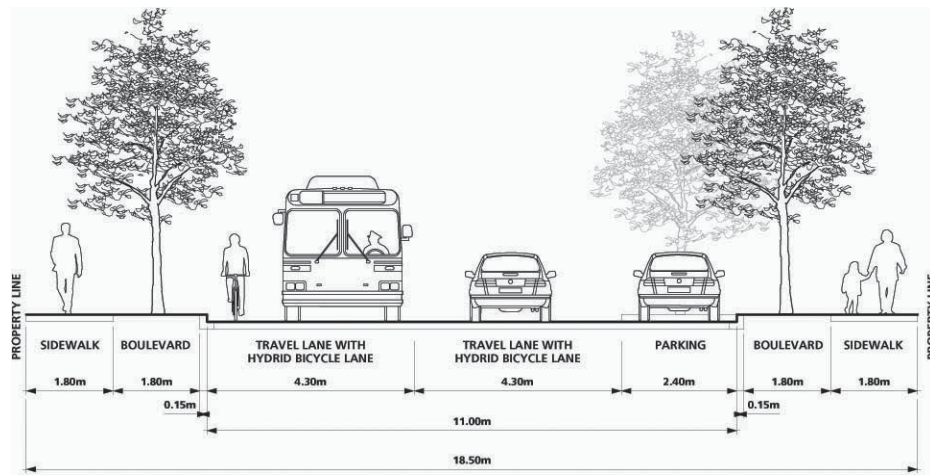 PROPERTY LINE
SIDEWALK
BOULEVARD
TRAVEL LANE WITH
HYDRID BICYCLE LANE
TRAVEL LANE WITH
HYDRID BICYCLE LANE
PARKING
BOULEVARD
SIDEWALK
PROPERTY LINE
1.80m
1.80m
4.30m
4.30m
2.40m
1.80m
1.80m
0.15m
0.15m
11.00m
18.50m